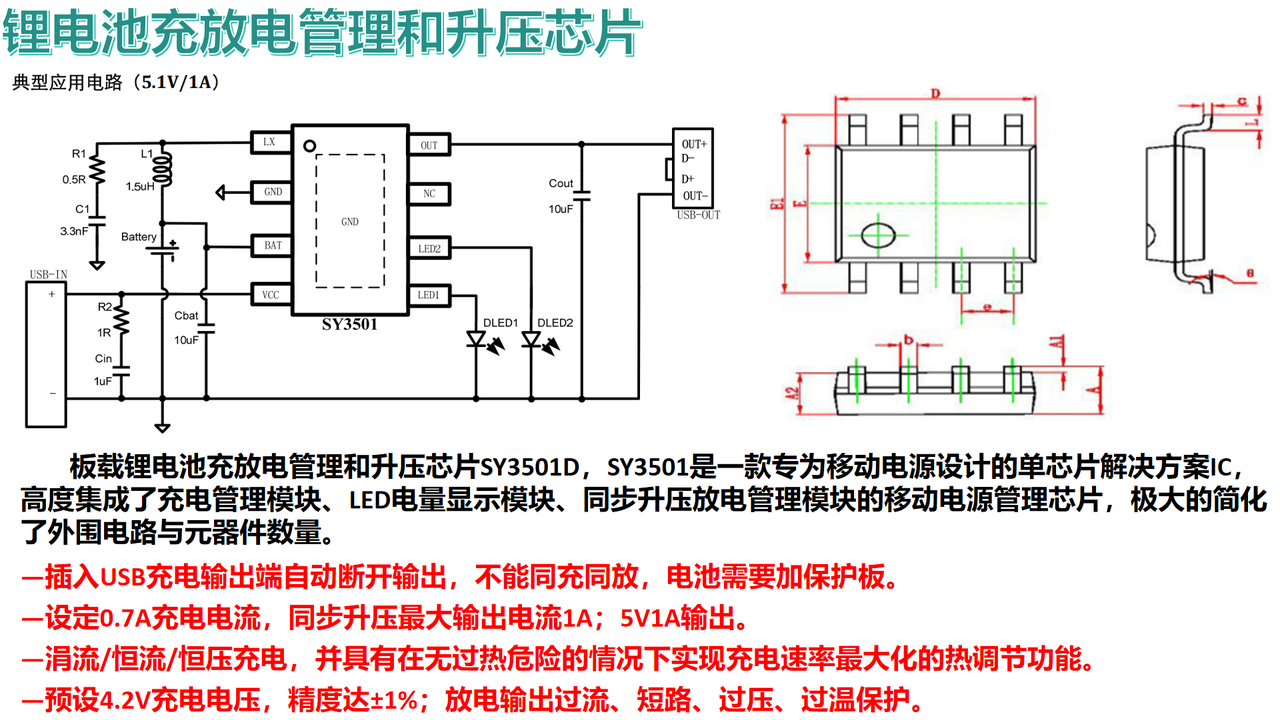 锂电池充放电管理和升压芯片
典型应用电路（5.1V/1A）
LX
OUT
GND
NC
GND
BAT
LED2
VCC
LED1
SY3501
R1
0.5R
L1
1.5uH
C1
3.3nF
Battery
+
-
USB-IN
+
-
R2
1R
Cin
1uF
Cbat
10uF
DLED1
DLED2
Cout
10uF
OUT+
D-
D+
OUT-
USB-OUT
D
E1
E
e
c
L
θ
b
A1
A2
A
板载锂电池充放电管理和升压芯片SY3501D，SY3501是一款专为移动电源设计的单芯片解决方案IC，
高度集成了充电管理模块、LED电量显示模块、同步升压放电管理模块的移动电源管理芯片，极大的简化
了外围电路与元器件数量。
—插入USB充电输出端自动断开输出，不能同充同放，电池需要加保护板。
—设定0.7A充电电流，同步升压最大输出电流1A；5V1A输出。
—涓流/恒流/恒压充电，并具有在无过热危险的情况下实现充电速率最大化的热调节功能。
—预设4.2V充电电压，精度达±1%；放电输出过流、短路、过压、过温保护。